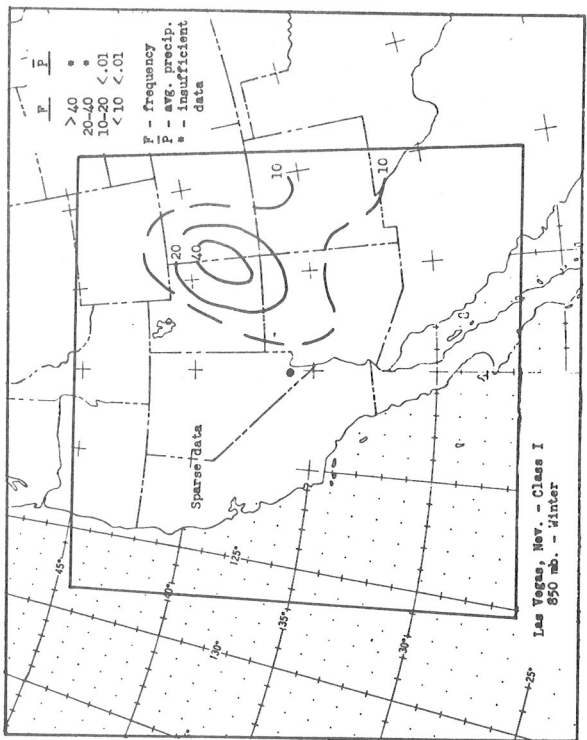 F P
>40 *
20-40 *
10-20 <.01
<10 <.01
F - frequency
P - avg. precip.
* - insufficient
data
45°
40°
35°
30°
25°
130°
125°
20
40
10
10
Sparse data
Las Vegas, Nev. - Class I
850 mb. - Winter